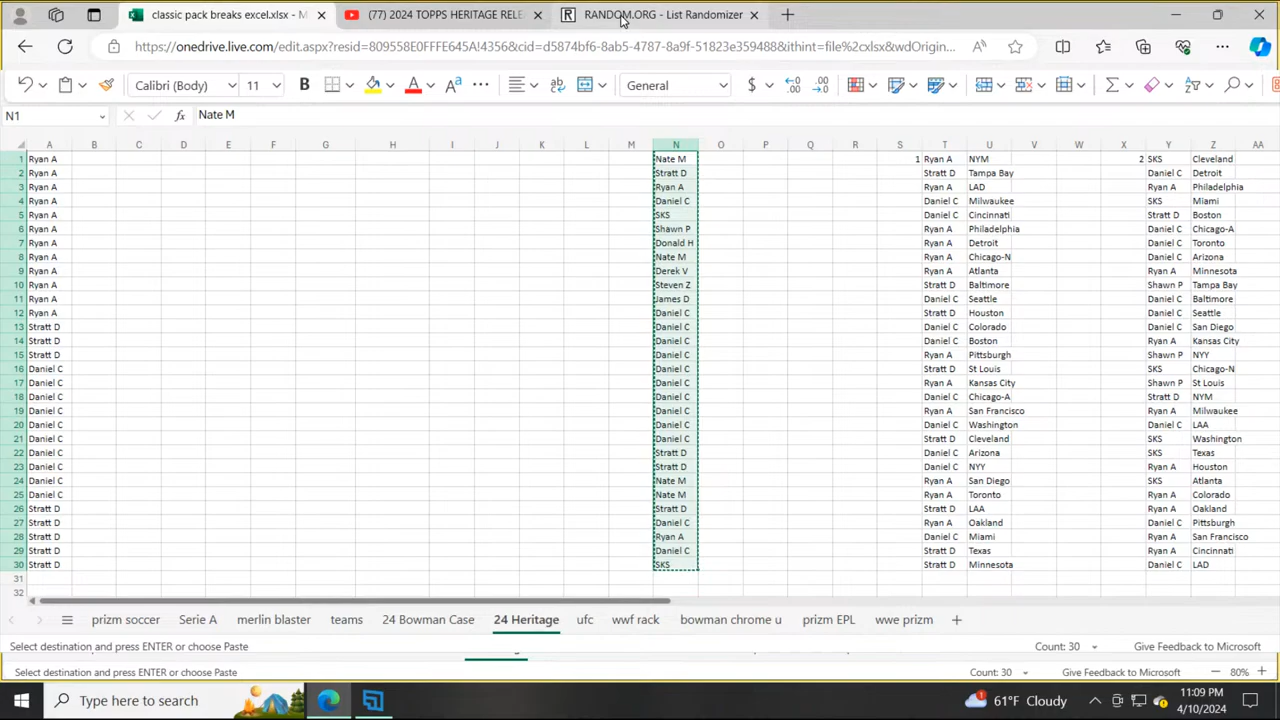 classic pack breaks excel.xlsx - M
(77) 2024 TOPPS HERITAGE RELE
RANDOM.ORG - List Randomizer
https://onedrive.live.com/edit.aspx?resid=809558E0FFFE645A!4356&cid=d5874bf6-8ab5-4787-8a9f-51823e359488&ithint=file%2cxlsx&wdOrigin...
Calibri (Body) 11 B A General $
N1 fx Nate M
A B C D E F G H I J K L M N O P Q R S T U V W X Y Z AA
1 Ryan A Nate M 1 Ryan A NYM 2 SKS Cleveland
2 Ryan A Stratt D Stratt D Tampa Bay Daniel C Detroit
3 Ryan A Ryan A Ryan A LAD Ryan A Philadelphia
4 Ryan A Daniel C Daniel C Milwaukee SKS Miami
5 Ryan A SKS Daniel C Cincinnati Stratt D Boston
6 Ryan A Shawn P Ryan A Philadelphia Daniel C Chicago-A
7 Ryan A Donald H Ryan A Detroit Daniel C Toronto
8 Ryan A Nate M Ryan A Chicago-N Daniel C Arizona
9 Ryan A Derek V Ryan A Atlanta Ryan A Minnesota
10 Ryan A Steven Z Stratt D Baltimore Shawn P Tampa Bay
11 Ryan A James D Daniel C Seattle Daniel C Baltimore
12 Ryan A Daniel C Stratt D Houston Daniel C Seattle
13 Stratt D Daniel C Daniel C Colorado Daniel C San Diego
14 Stratt D Daniel C Daniel C Boston Ryan A Kansas City
15 Stratt D Daniel C Ryan A Pittsburgh Shawn P NYY
16 Daniel C Daniel C Stratt D St Louis SKS Chicago-N
17 Daniel C Daniel C Ryan A Kansas City Shawn P St Louis
18 Daniel C Daniel C Daniel C Chicago-A Stratt D NYM
19 Daniel C Daniel C Ryan A San Francisco Ryan A Milwaukee
20 Daniel C Daniel C Daniel C Washington Daniel C LAA
21 Daniel C Daniel C Stratt D Cleveland SKS Washington
22 Daniel C Stratt D Daniel C Arizona SKS Texas
23 Daniel C Stratt D Daniel C NYY Ryan A Houston
24 Daniel C Nate M Ryan A San Diego SKS Atlanta
25 Daniel C Nate M Ryan A Toronto Ryan A Colorado
26 Stratt D Stratt D Stratt D LAA Ryan A Oakland
27 Stratt D Daniel C Ryan A Oakland Daniel C Pittsburgh
28 Stratt D Ryan A Daniel C Miami Ryan A San Francisco
29 Stratt D Daniel C Stratt D Texas Ryan A Cincinnati
30 Stratt D SKS Stratt D Minnesota Daniel C LAD
31
32
prizm soccer Serie A merlin blaster teams 24 Bowman Case 24 Heritage ufc wwf rack bowman chrome u prizm EPL wwe prizm
Select destination and press ENTER or choose Paste Count: 30 Give Feedback to Microsoft
Select destination and press ENTER or choose Paste Count: 30 Give Feedback to Microsoft 80%
Type here to search 61°F Cloudy 11:09 PM
4/10/2024